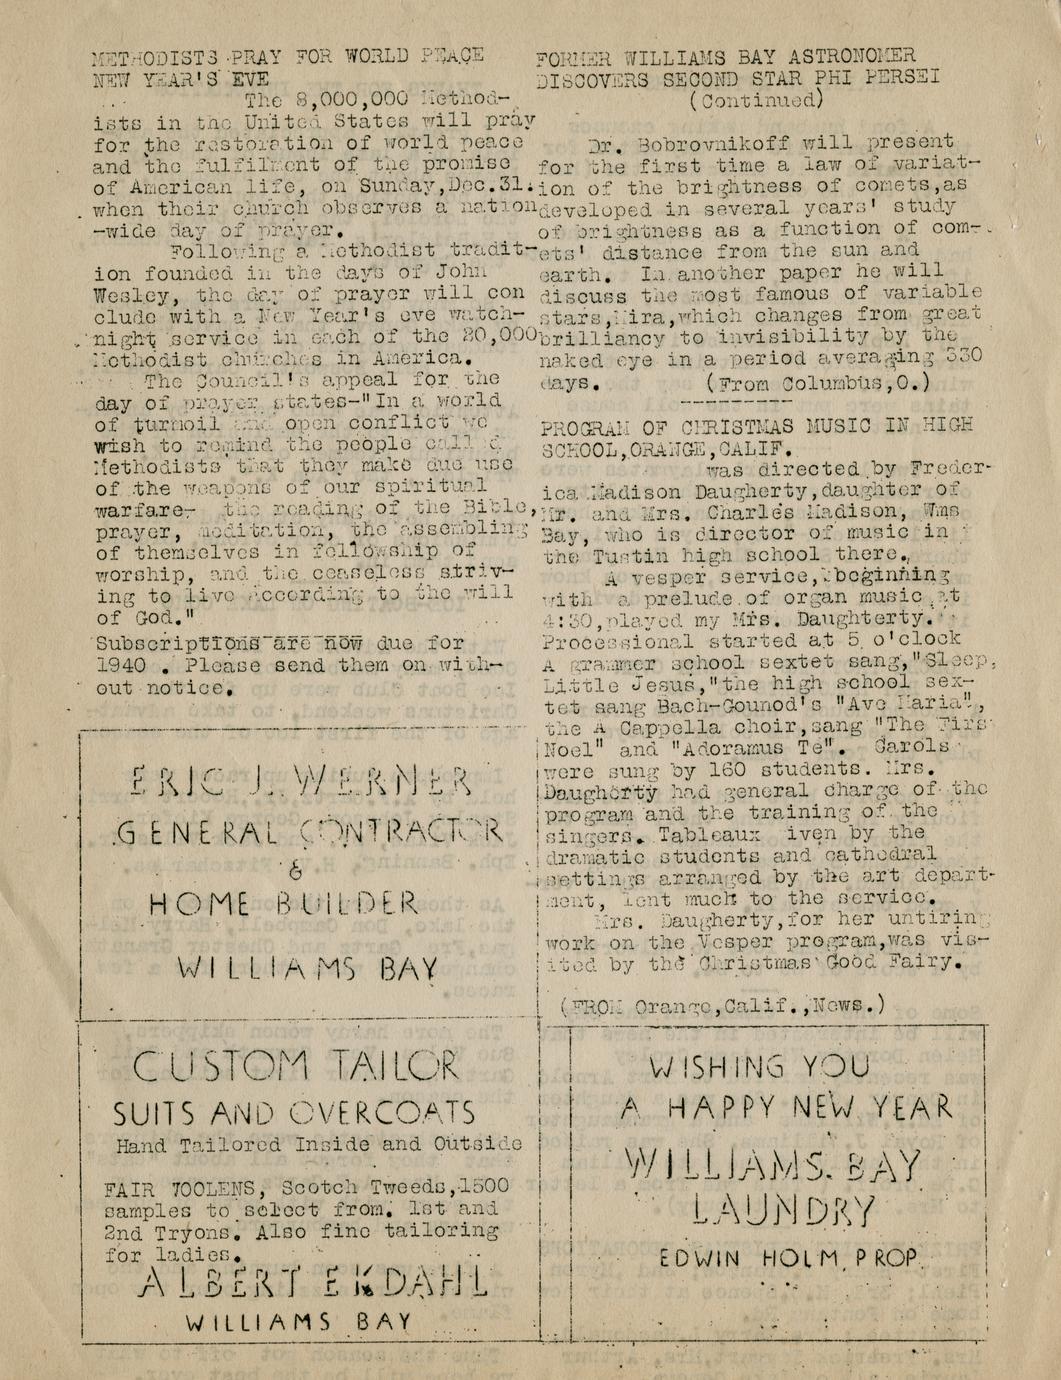 METHODISTS PRAY FOR WORLD PEACE
NEW YEAR'S EVE
The 8,000,000 Method-
ists in the United States will pray
for the restoration of world peace
and the fulfilment of the promise
of American life, on Sunday,Dec.31.
when their church observes a nation
-wide day of prayer.
Following a Methodist tradit-
ion founded in the days of John
Wesley, the day of prayer will con
clude with a New Year's eve watch-
night service in each of the 20,000
Methodist churches in America.
The Council's appeal for the
day of prayer states-"In a world
of turmoil and open conflict we
wish to remind the people called
Methodists that they make due use
of the weapons of our spiritual
warfare- the reading of the Bible,
prayer, meditation, the assembling
of themselves in fellowship of
worship, and the ceaseless striv-
ing to live according to the will
of God."
Subscriptions are now due for
1940 . Please send them on with-
out notice.
ERIC J. WERNER
GENERAL CONTRACTOR
&
HOME BUILDER
WILLIAMS BAY
CUSTOM TAILOR
SUITS AND OVERCOATS
Hand Tailored Inside and Outside
FAIR WOOLENS, Scotch Tweeds,1500
samples to select from. 1st and
2nd Tryons. Also fine tailoring
for ladies.
ALBERT EKDAHL
WILLIAMS BAY
FORMER WILLIAMS BAY ASTRONOMER
DISCOVERS SECOND STAR PHI PERSEI
(Continued)
Dr. Bobrovnikoff will present
for the first time a law of variat-
ion of the brightness of comets,as
developed in several years' study
of brightness as a function of com-
ets' distance from the sun and
earth. In another paper he will
discuss the most famous of variable
stars,Mira,which changes from great
brilliancy to invisibility by the
naked eye in a period averaging 330
days. (From Columbus,O.)
PROGRAM OF CHRISTMAS MUSIC IN HIGH
SCHOOL,ORANGE,CALIF.
was directed by Freder-
ica Madison Daugherty,daughter of
Mr. and Mrs. Charles Madison, Wms
Bay, who is director of music in
the Tustin high school there.
A vesper service, beginning
with a prelude of organ music at
4:30,played my Mrs. Daughterty.
Processional started at 5 o'clock
A grammer school sextet sang,"Sleep,
Little Jesus,"the high school sex-
tet sang Bach-Gounod's "Ave Maria",
the A Cappella choir,sang "The Firs
Noel" and "Adoramus Te". Carols
were sung by 160 students. Mrs.
Daugherty had general charge of the
program and the training of the
singers. Tableaux iven by the
dramatic students and cathedral
settings arranged by the art depart-
ment, lent much to the service.
Mrs. Daugherty,for her untiring
work on the Vesper program,was vis-
ited by the Christmas Good Fairy.
(FROM Orange,Calif.,News.)
WISHING YOU
A HAPPY NEW YEAR
WILLIAMS BAY
LAUNDRY
EDWIN HOLM, PROP.